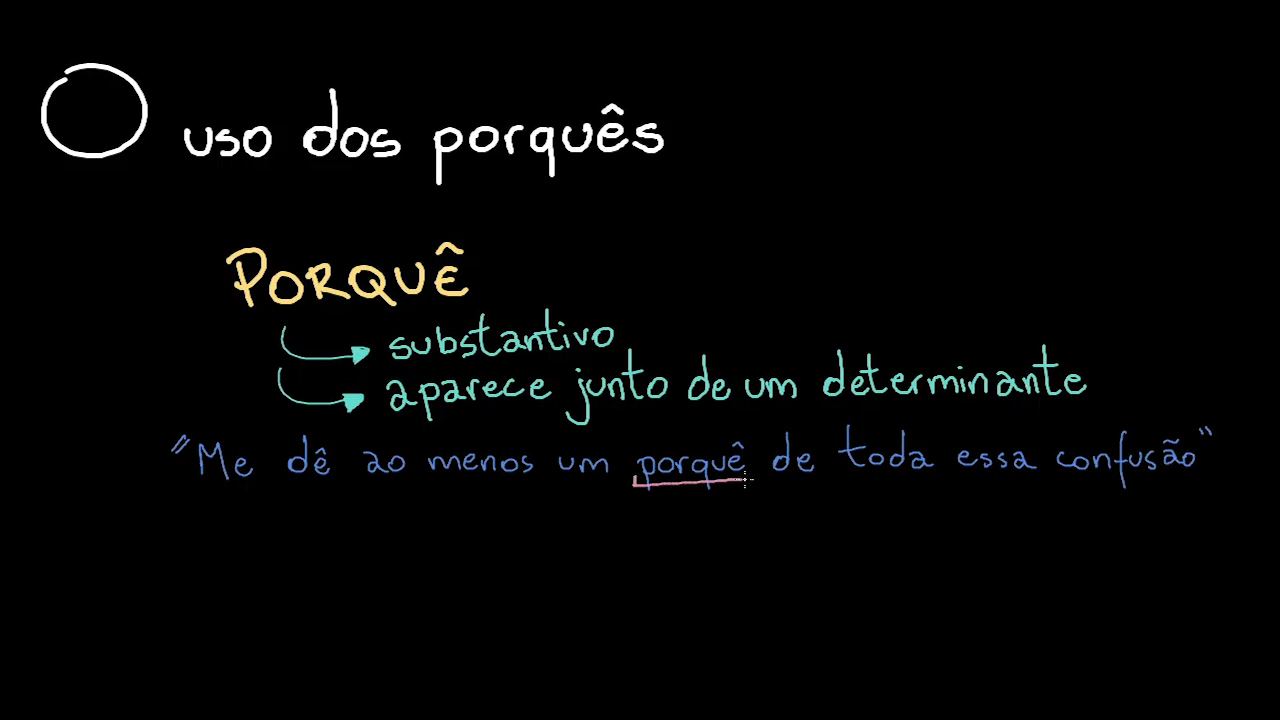 O uso dos porquês
PORQUÊ
substantivo
aparece junto de um determinante
"Me dê ao menos um porquê de toda essa confusão"